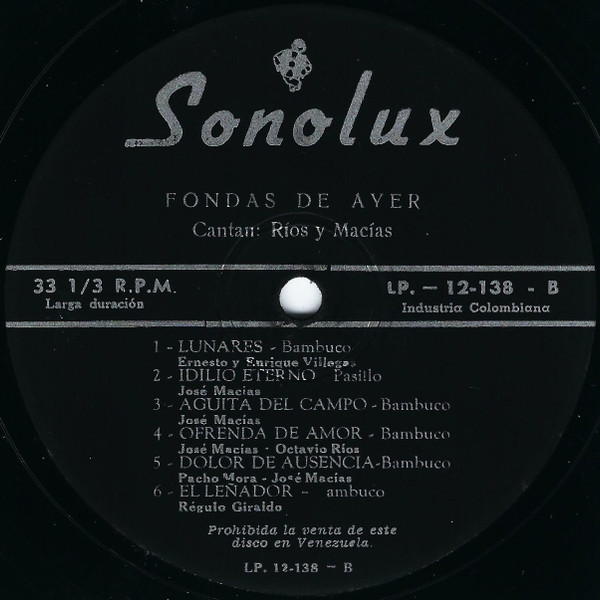 Sonolux
FONDAS DE AYER
Cantan: Ríos y Macías
33 1/3 R.P.M.
Larga duración
LP. - 12-138 - B
Industria Colombiana
1 - LUNARES - Bambuco
Ernesto y Enrique Villegas
2 - IDILIO ETERNO Pasillo
José Macías
3 - AGUITA DEL CAMPO - Bambuco
José Macías
4 - OFRENDA DE AMOR - Bambuco
José Macías - Octavio Ríos
5 - DOLOR DE AUSENCIA-Bambuco
Pacho Mora - José Macías
6 - EL LEÑADOR - ambuco
Régulo Giraldo
Prohibida la venta de este
disco en Venezuela.
LP. 12-138 - B